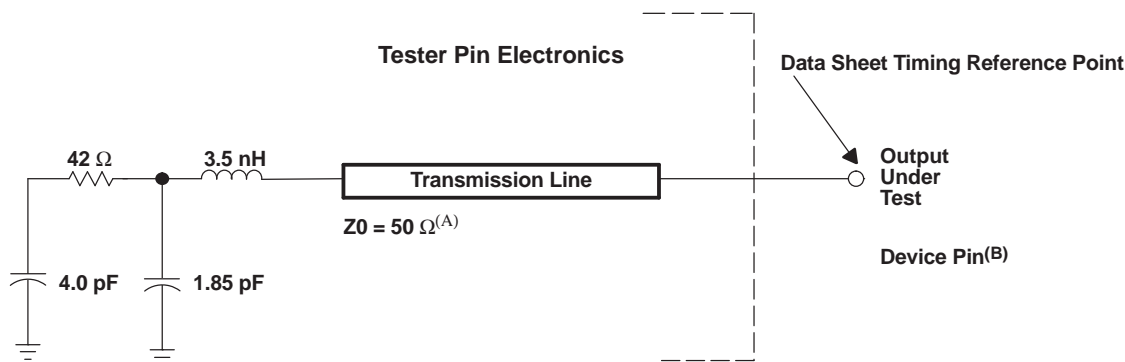 Tester Pin Electronics
Data Sheet Timing Reference Point
42 Ω
3.5 nH
Transmission Line
Output
Under
Test
Z0 = 50 Ω(A)
Device Pin(B)
4.0 pF
1.85 pF